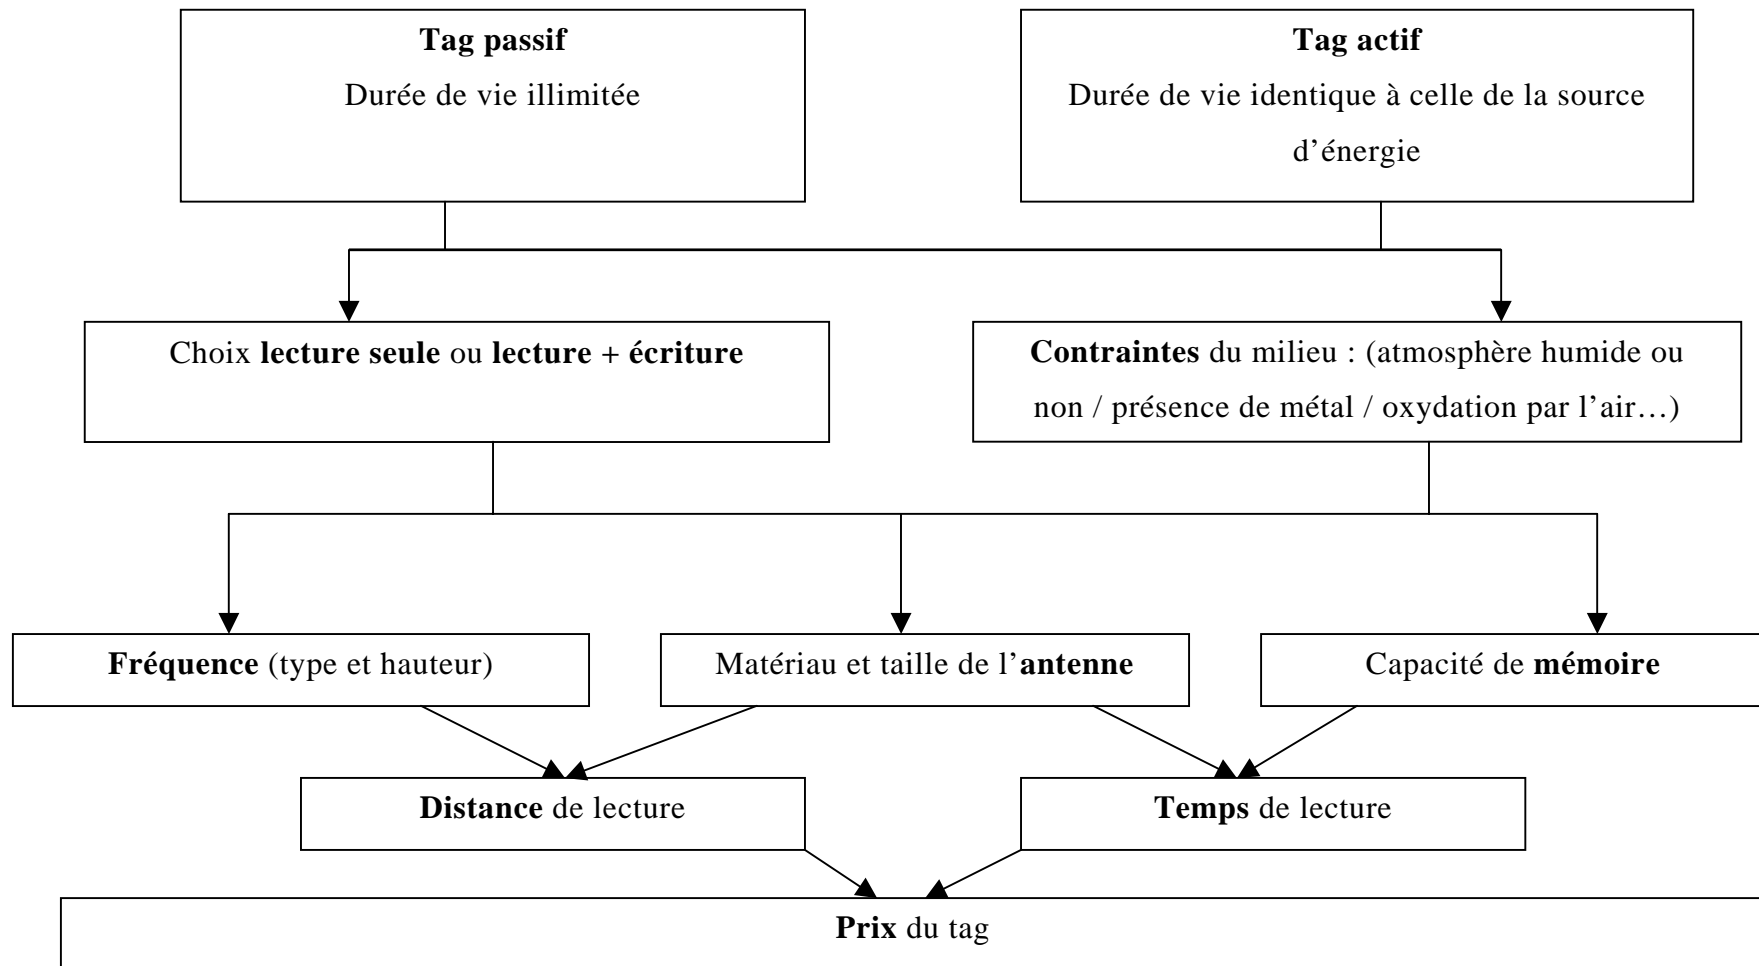 Tag passif
Durée de vie illimitée
Tag actif
Durée de vie identique à celle de la source
d’énergie
Choix lecture seule ou lecture + écriture
Contraintes du milieu : (atmosphère humide ou
non / présence de métal / oxydation par l’air…)
Fréquence (type et hauteur)
Matériau et taille de l’antenne
Capacité de mémoire
Distance de lecture
Temps de lecture
Prix du tag